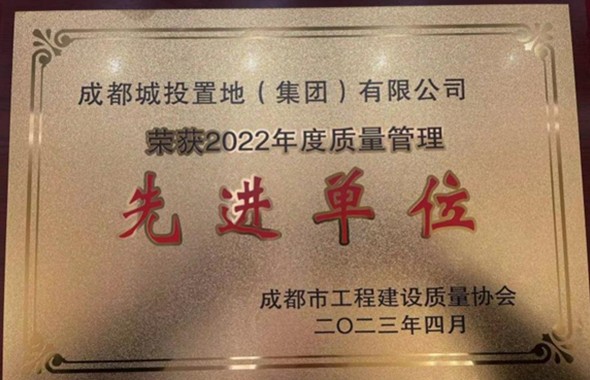 成都城投置地（集团）有限公司
荣获2022年度质量管理
先进单位
成都市工程建设质量协会
二〇二三年四月